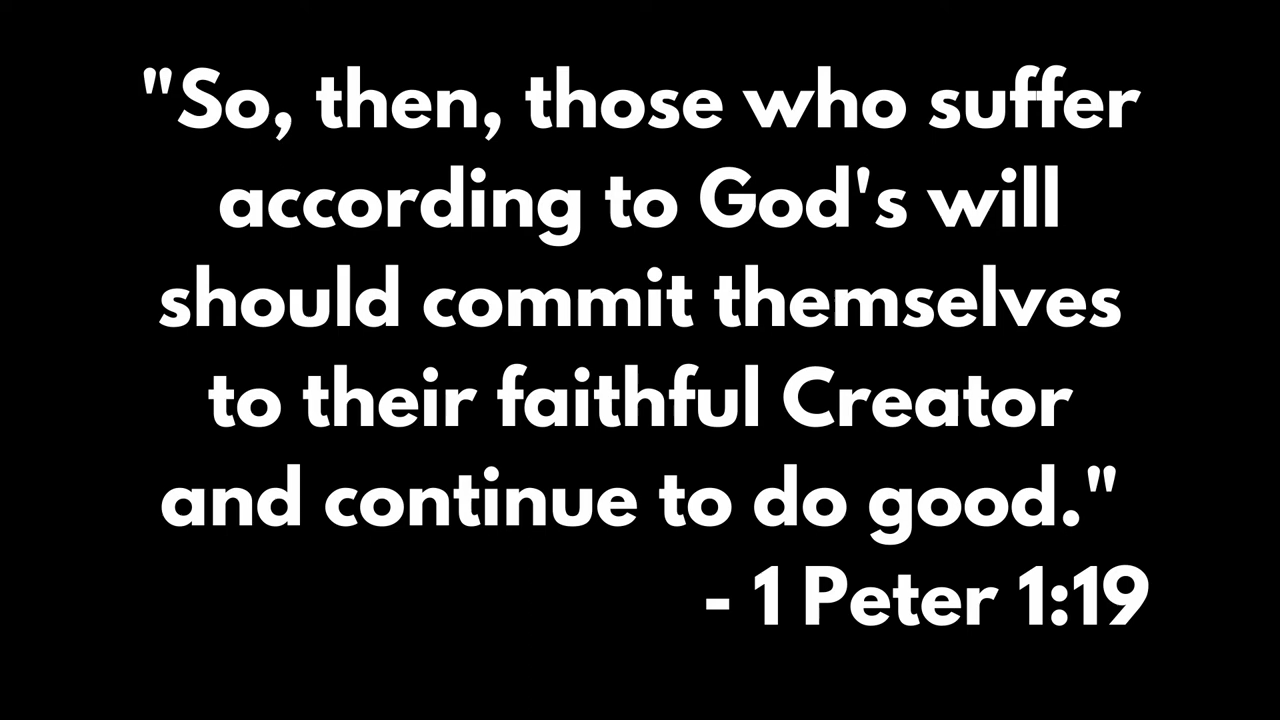 "So, then, those who suffer
according to God's will
should commit themselves
to their faithful Creator
and continue to do good."
- 1 Peter 1:19